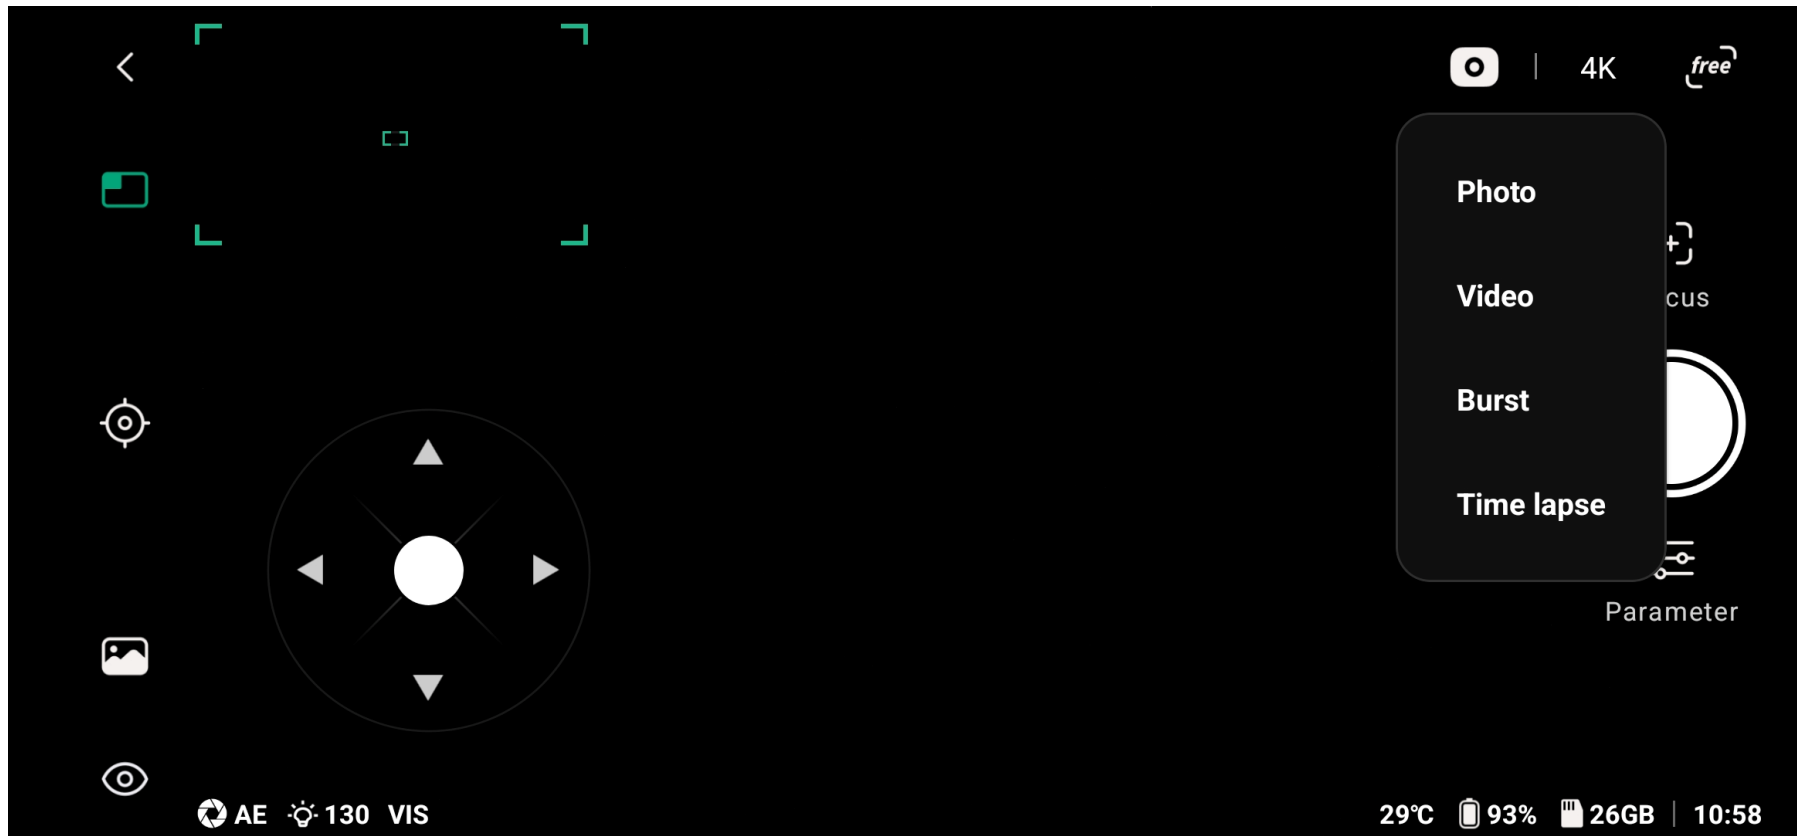 4K
free
Photo
Video
cus
Burst
Time lapse
Parameter
AE 130 VIS
29℃ 93% 26GB 10:58